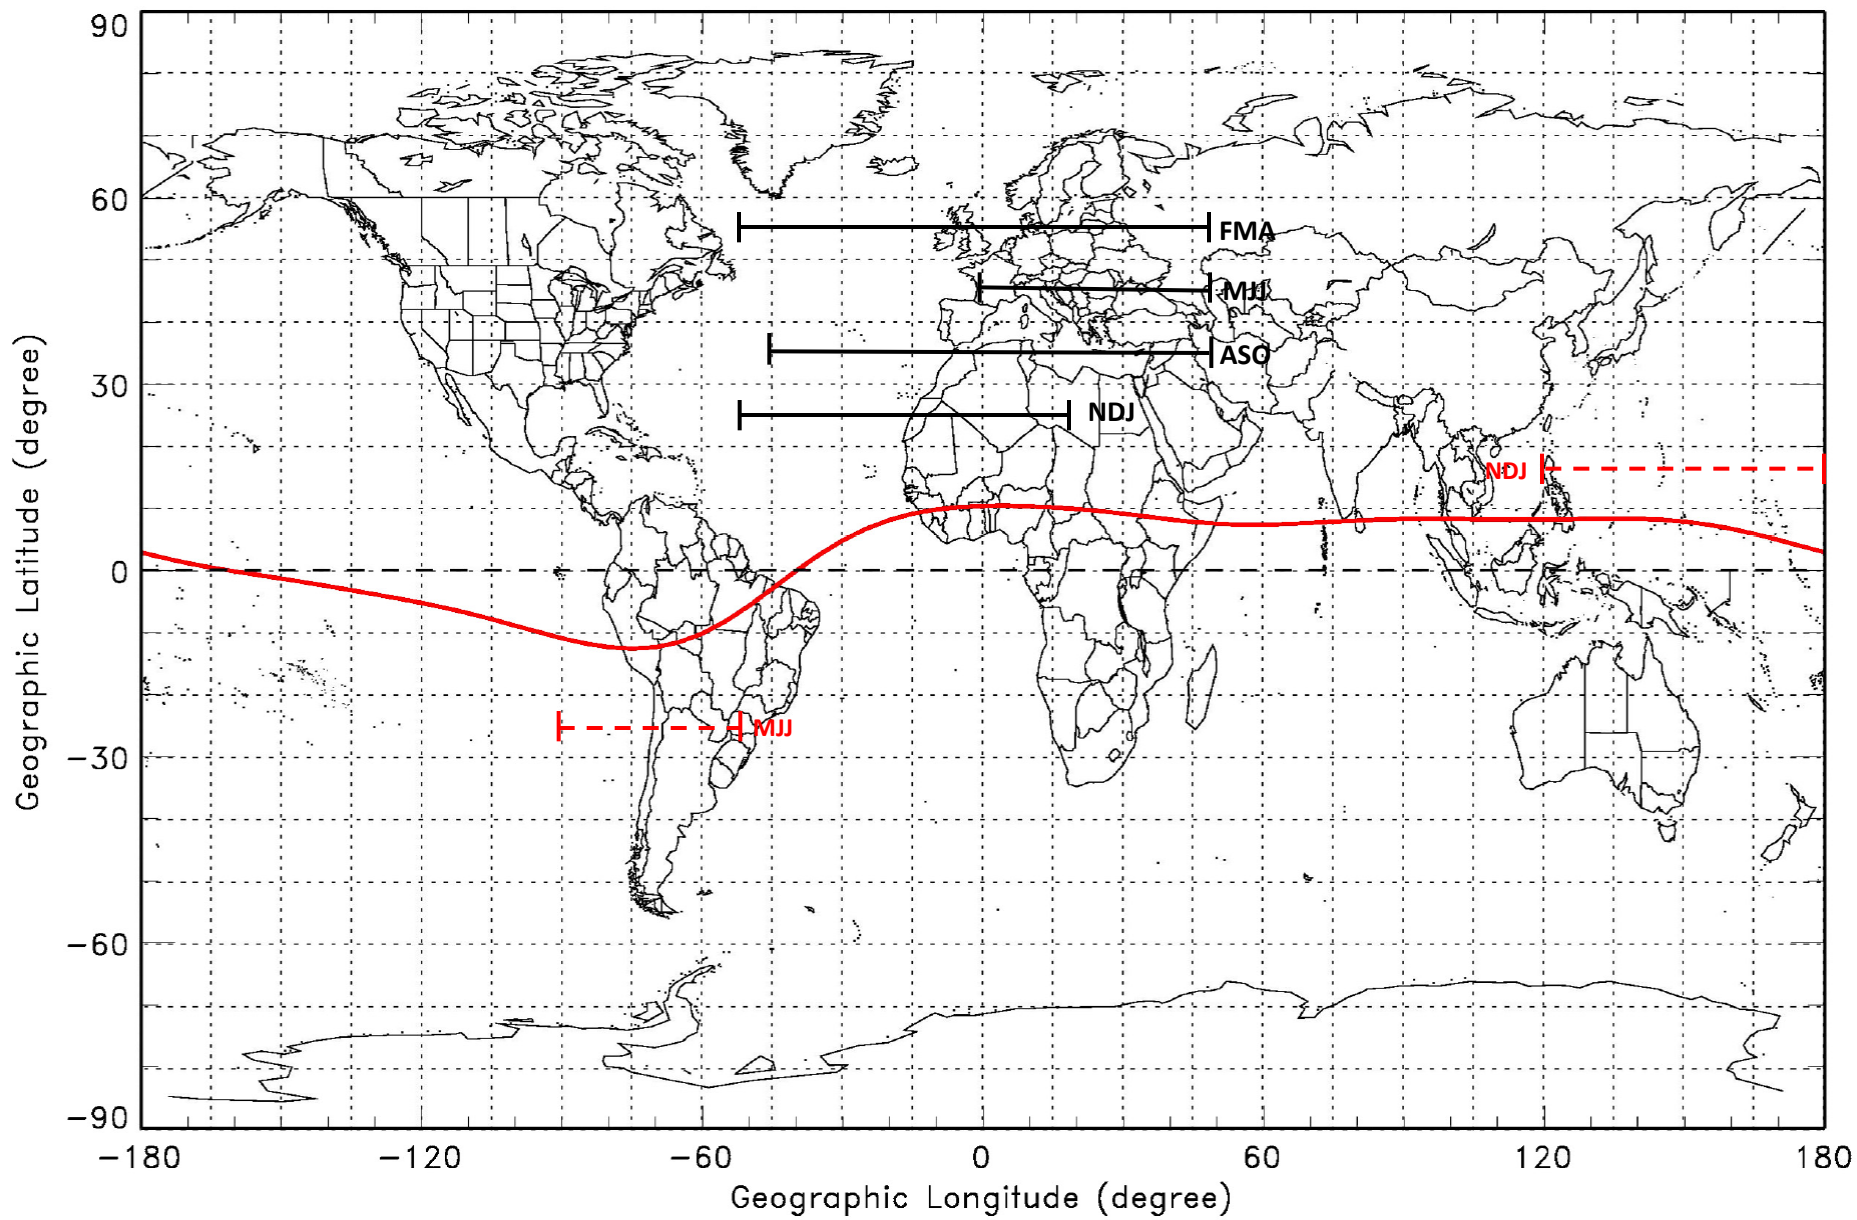 90
60
FMA
MJJ
ASO
30
NDJ
NDJ
0
MJJ
−30
−60
−90
−180
−120
−60
0
60
120
180
Geographic Longitude (degree)
Geographic Latitude (degree)